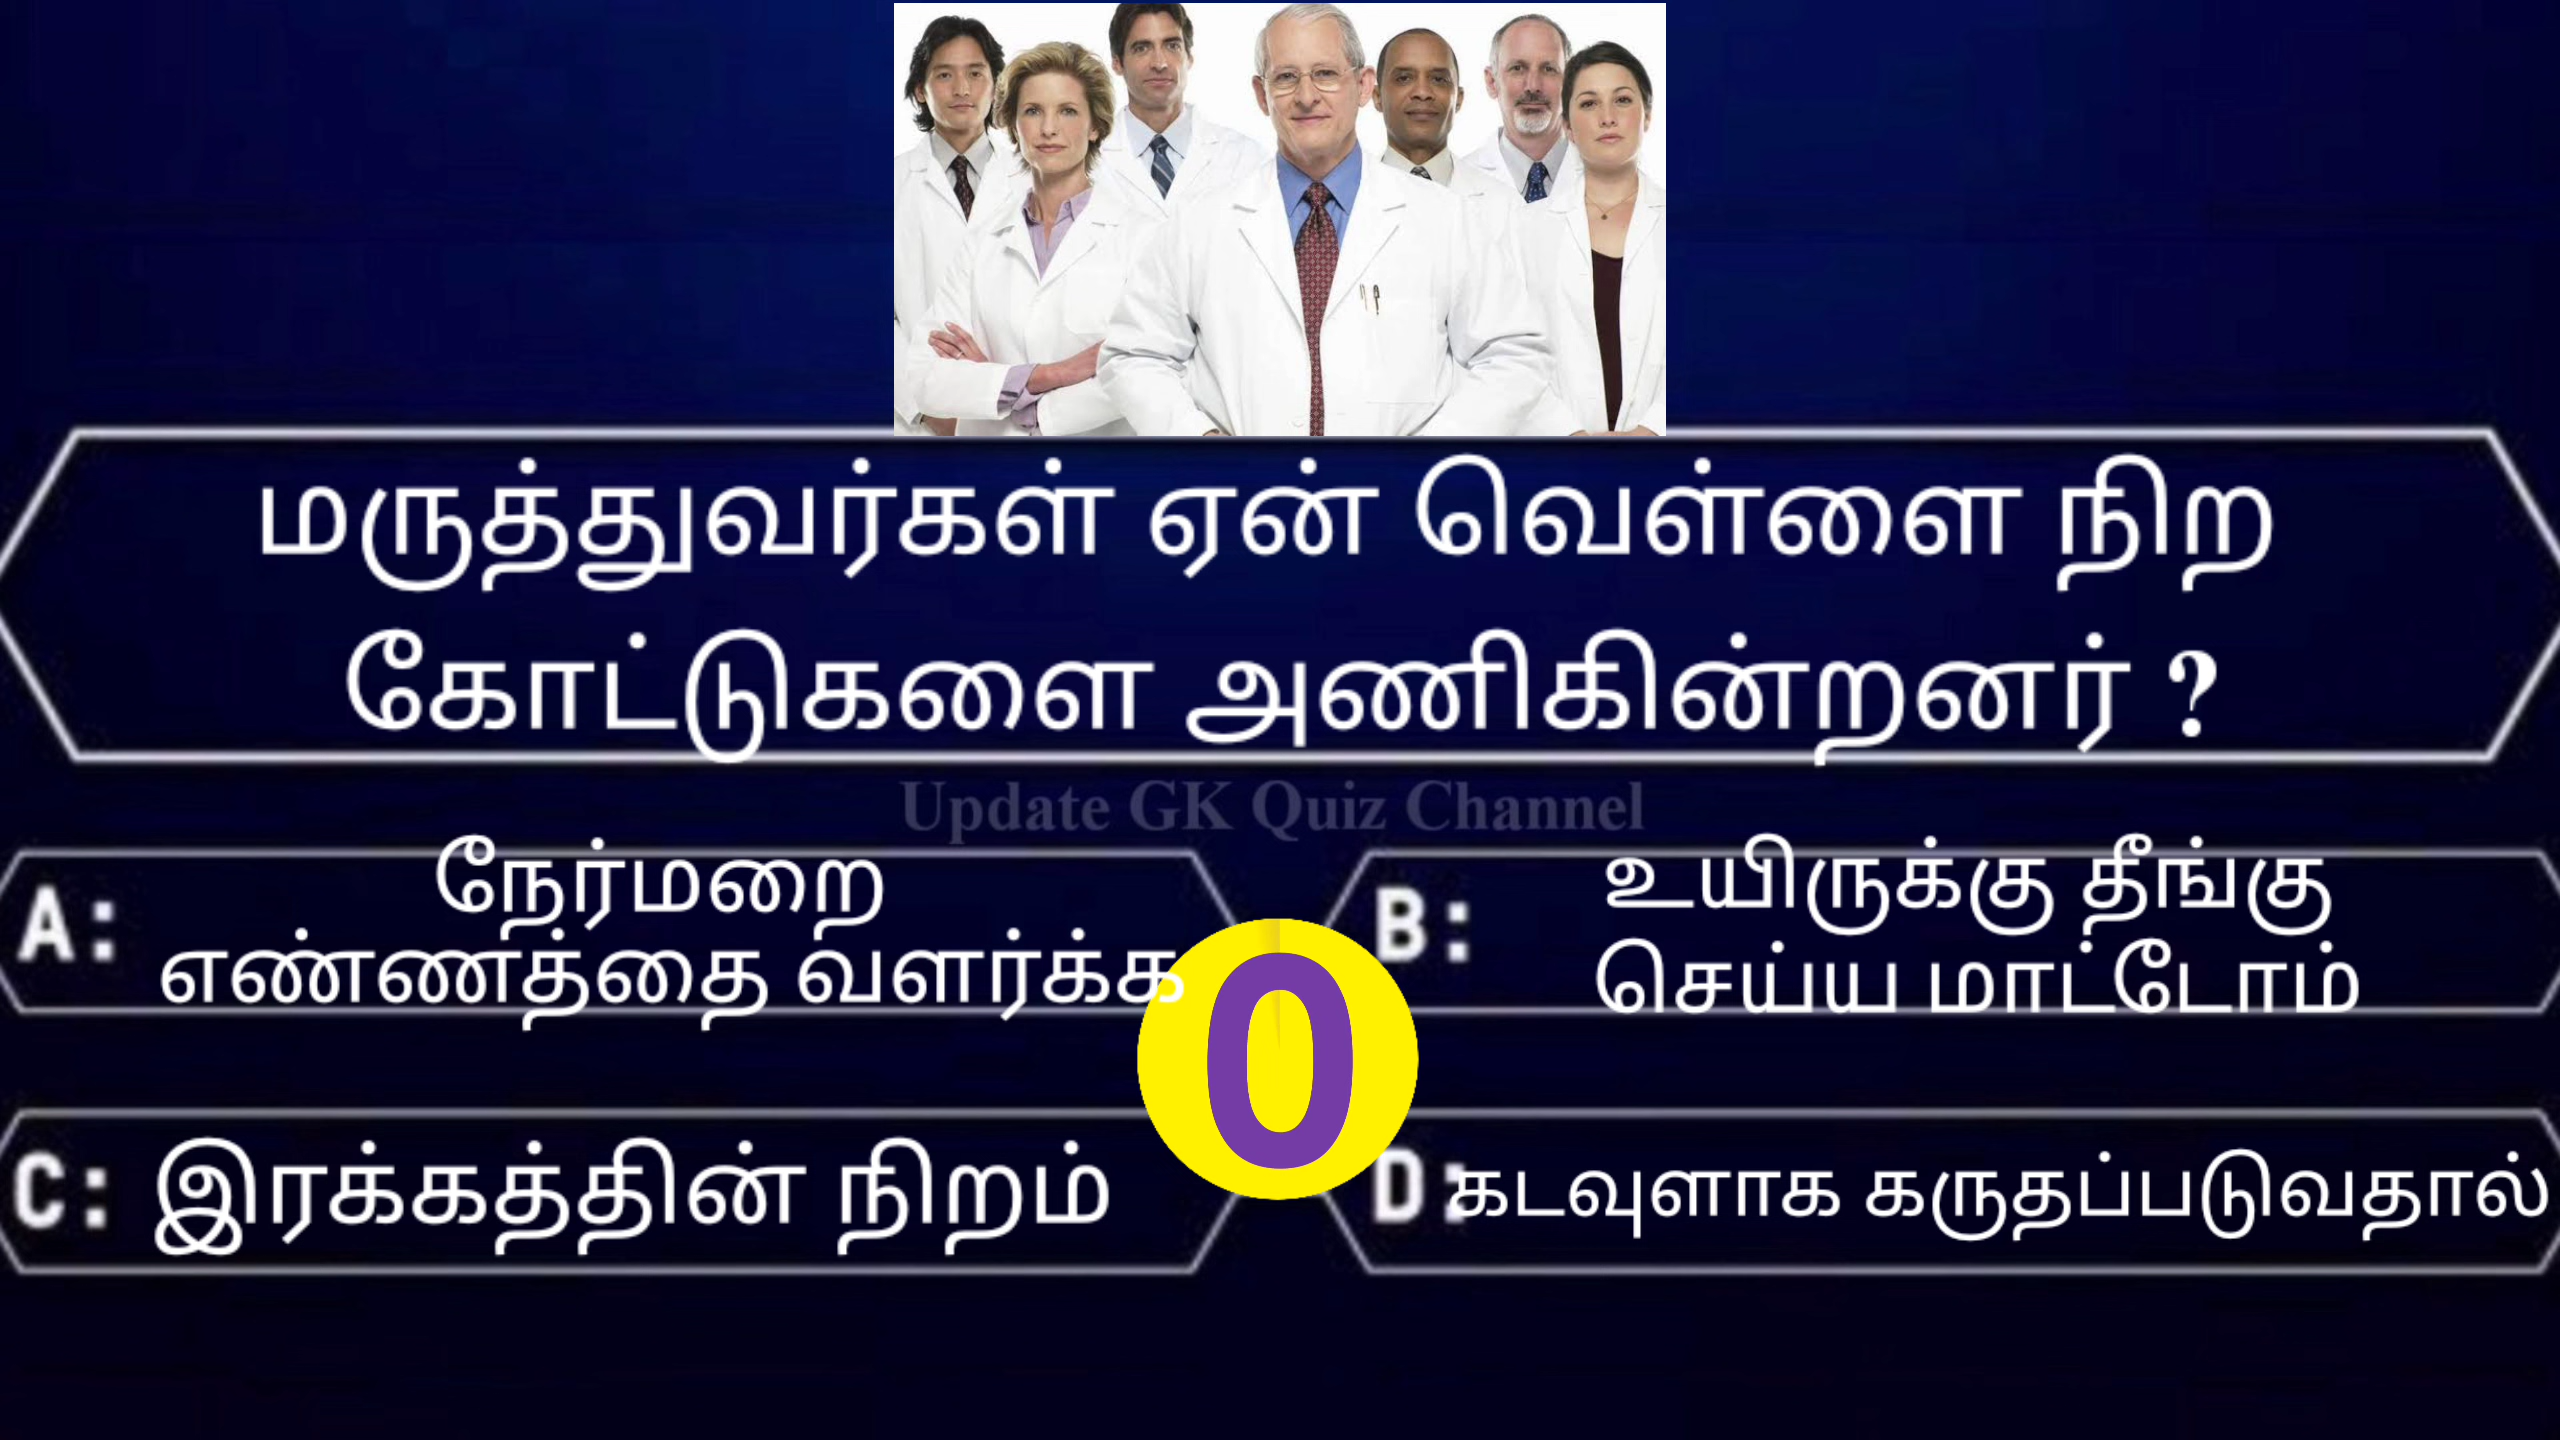 மருத்துவர்கள் ஏன் வெள்ளை நிற
கோட்டுகளை அணிகின்றனர் ?
Update GK Quiz Channel
A: நேர்மறை
எண்ணத்தை வளர்க்க
B: உயிருக்கு தீங்கு
செய்ய மாட்டோம்
0
C: இரக்கத்தின் நிறம்
D: கடவுளாக கருதப்படுவதால்